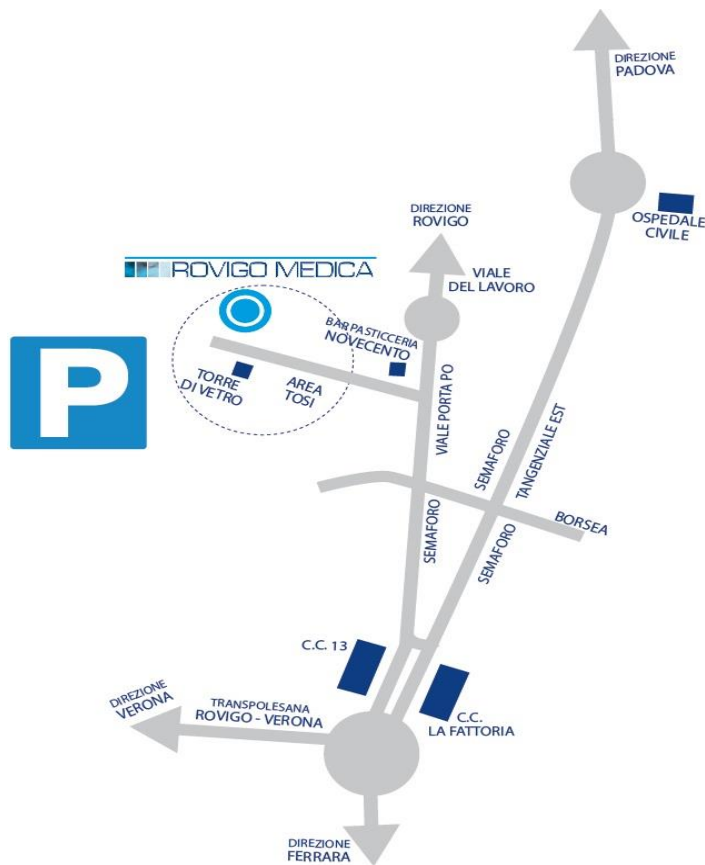 DIREZIONE
PADOVA
OSPEDALE
CIVILE
DIREZIONE
ROVIGO
VIALE
DEL LAVORO
ROVIGO MEDICA
BAR PASTICCERIA
NOVECENTO
P
TORRE
DI VETRO
AREA
TOSI
VIALE PORTA PO
SEMAFORO
TANGENZIALE EST
SEMAFORO
SEMAFORO
BORSEA
C.C. 13
C.C.
LA FATTORIA
DIREZIONE
VERONA
TRANSPOLESANA
ROVIGO - VERONA
DIREZIONE
FERRARA